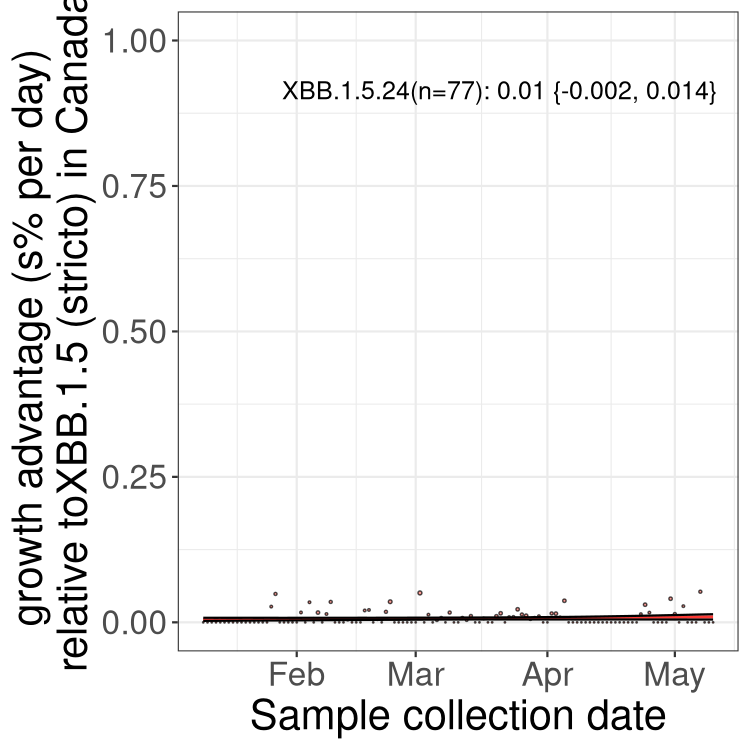 growth advantage (s% per day)
relative toXBB.1.5 (stricto) in Canada
1.00
0.75
0.50
0.25
0.00
XBB.1.5.24(n=77): 0.01 {-0.002, 0.014}
Feb Mar Apr May
Sample collection date